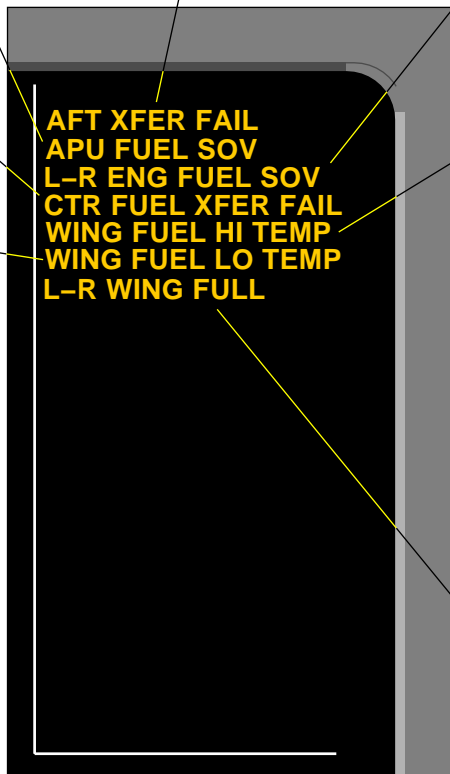 AFT XFER FAIL
APU FUEL SOV
L–R ENG FUEL SOV
CTR FUEL XFER FAIL
WING FUEL HI TEMP
WING FUEL LO TEMP
L–R WING FULL